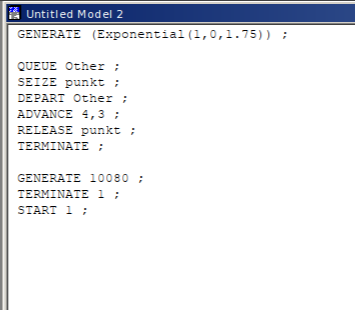 Untitled Model 2
GENERATE (Exponential(1,0,1.75)) ;
QUEUE Other ;
SEIZE punkt ;
DEPART Other ;
ADVANCE 4,3 ;
RELEASE punkt ;
TERMINATE ;
GENERATE 10080 ;
TERMINATE 1 ;
START 1 ;